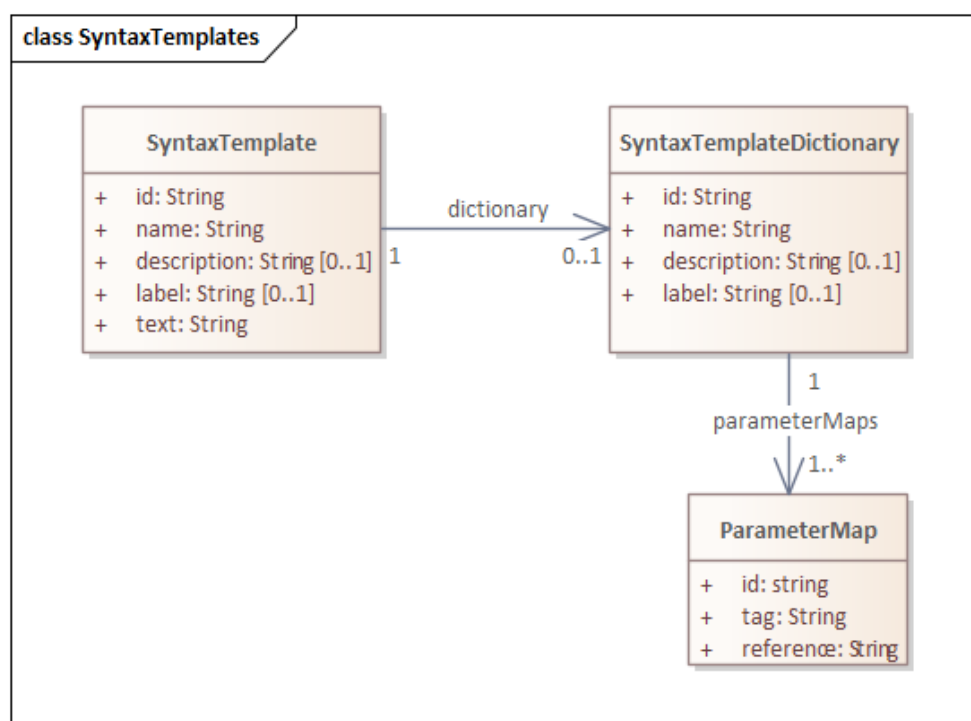 class SyntaxTemplates
SyntaxTemplate
+ id: String
+ name: String
+ description: String [0..1]
+ label: String [0..1]
+ text: String
dictionary
1
0..1
SyntaxTemplateDictionary
+ id: String
+ name: String
+ description: String [0..1]
+ label: String [0..1]
1
parameterMaps
1..*
ParameterMap
+ id: string
+ tag: String
+ reference: String